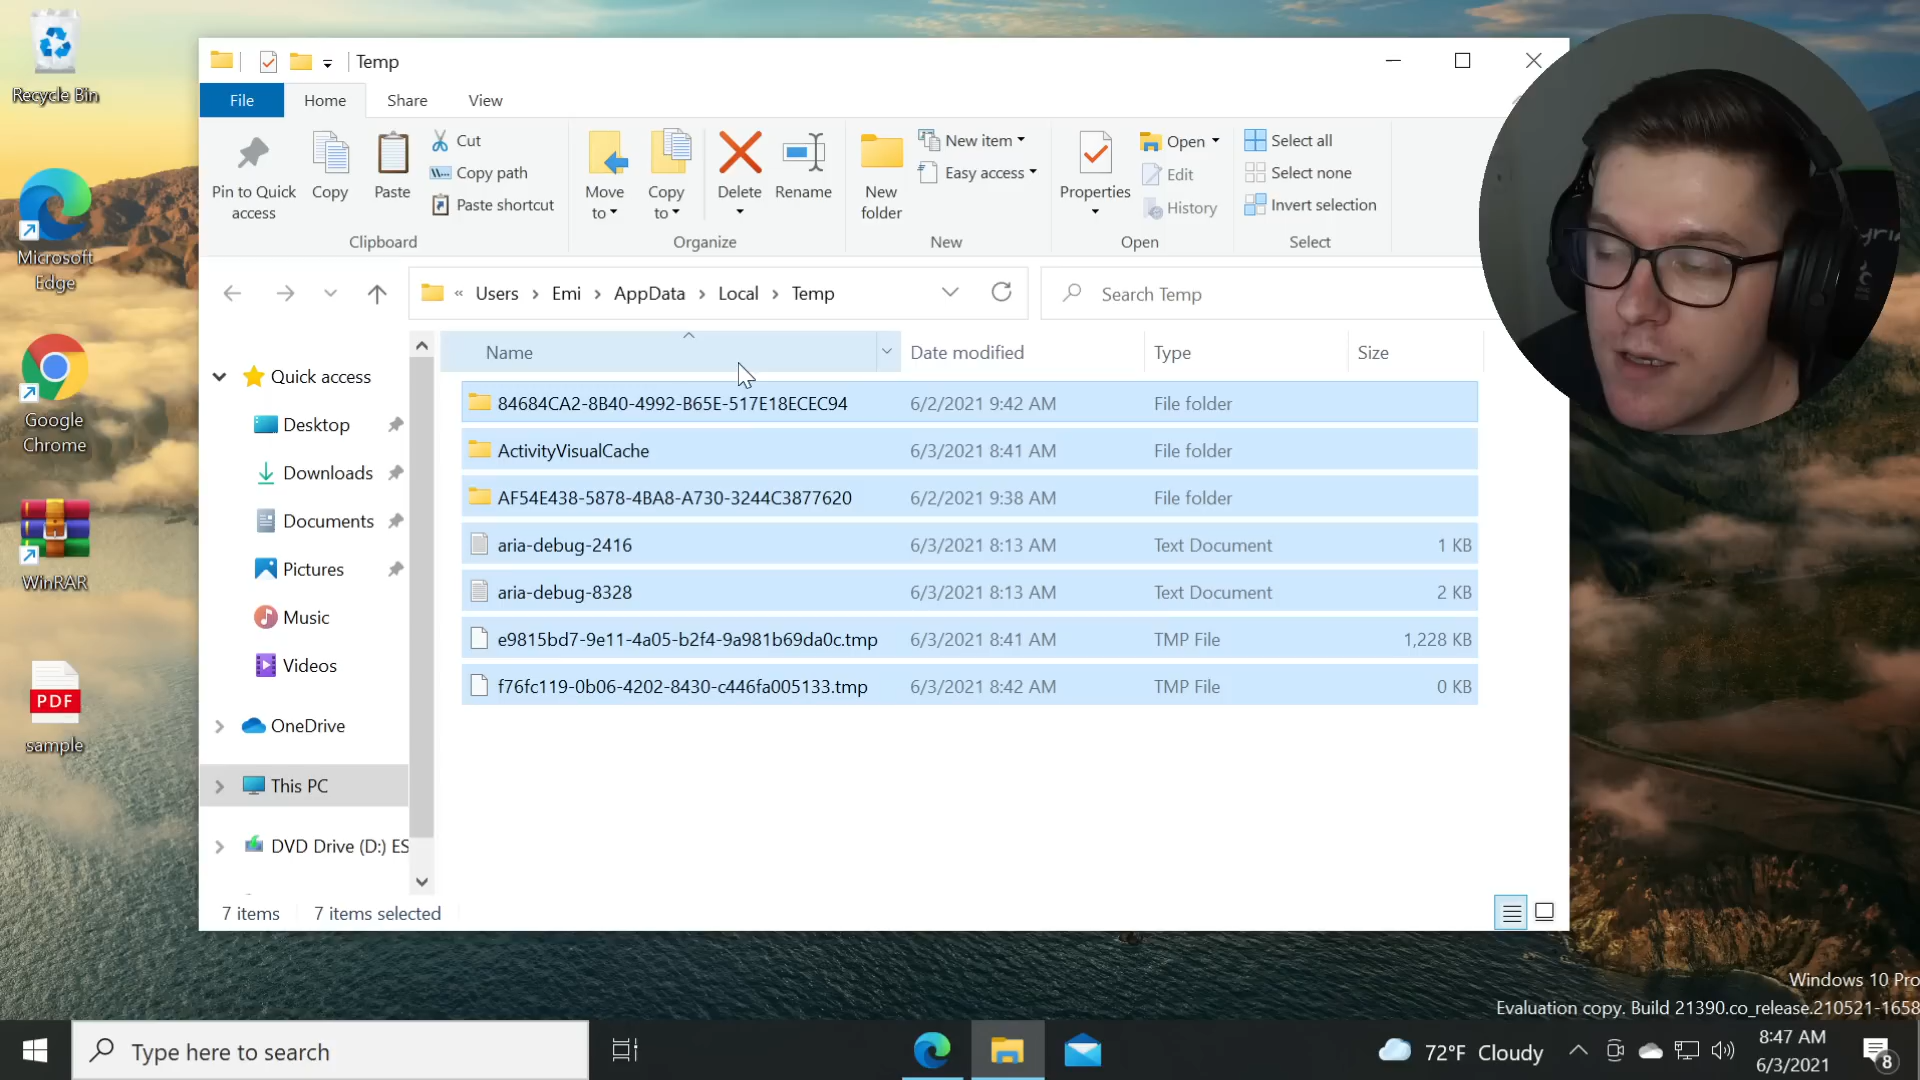 Recycle Bin
Microsoft
Edge
Google
Chrome
WinRAR
PDF
sample
Temp
File
Home
Share
View
Pin to Quick
access
Copy
Paste
Cut
Copy path
Paste shortcut
Clipboard
Move
to
Copy
to
Delete
Rename
Organize
New
folder
New item
Easy access
New
Properties
Open
Edit
History
Open
Select all
Select none
Invert selection
Select
« Users › Emi › AppData › Local › Temp
Search Temp
Quick access
Desktop
Downloads
Documents
Pictures
Music
Videos
OneDrive
This PC
DVD Drive (D:) ES
Name Date modified Type Size
84684CA2-8B40-4992-B65E-517E18ECEC94 6/2/2021 9:42 AM File folder
ActivityVisualCache 6/3/2021 8:41 AM File folder
AF54E438-5878-4BA8-A730-3244C3877620 6/2/2021 9:38 AM File folder
aria-debug-2416 6/3/2021 8:13 AM Text Document 1 KB
aria-debug-8328 6/3/2021 8:13 AM Text Document 2 KB
e9815bd7-9e11-4a05-b2f4-9a981b69da0c.tmp 6/3/2021 8:41 AM TMP File 1,228 KB
f76fc119-0b06-4202-8430-c446fa005133.tmp 6/3/2021 8:42 AM TMP File 0 KB
7 items 7 items selected
Windows 10 Pro
Evaluation copy. Build 21390.co_release.210521-1658
Type here to search
72°F Cloudy
8:47 AM
6/3/2021
8